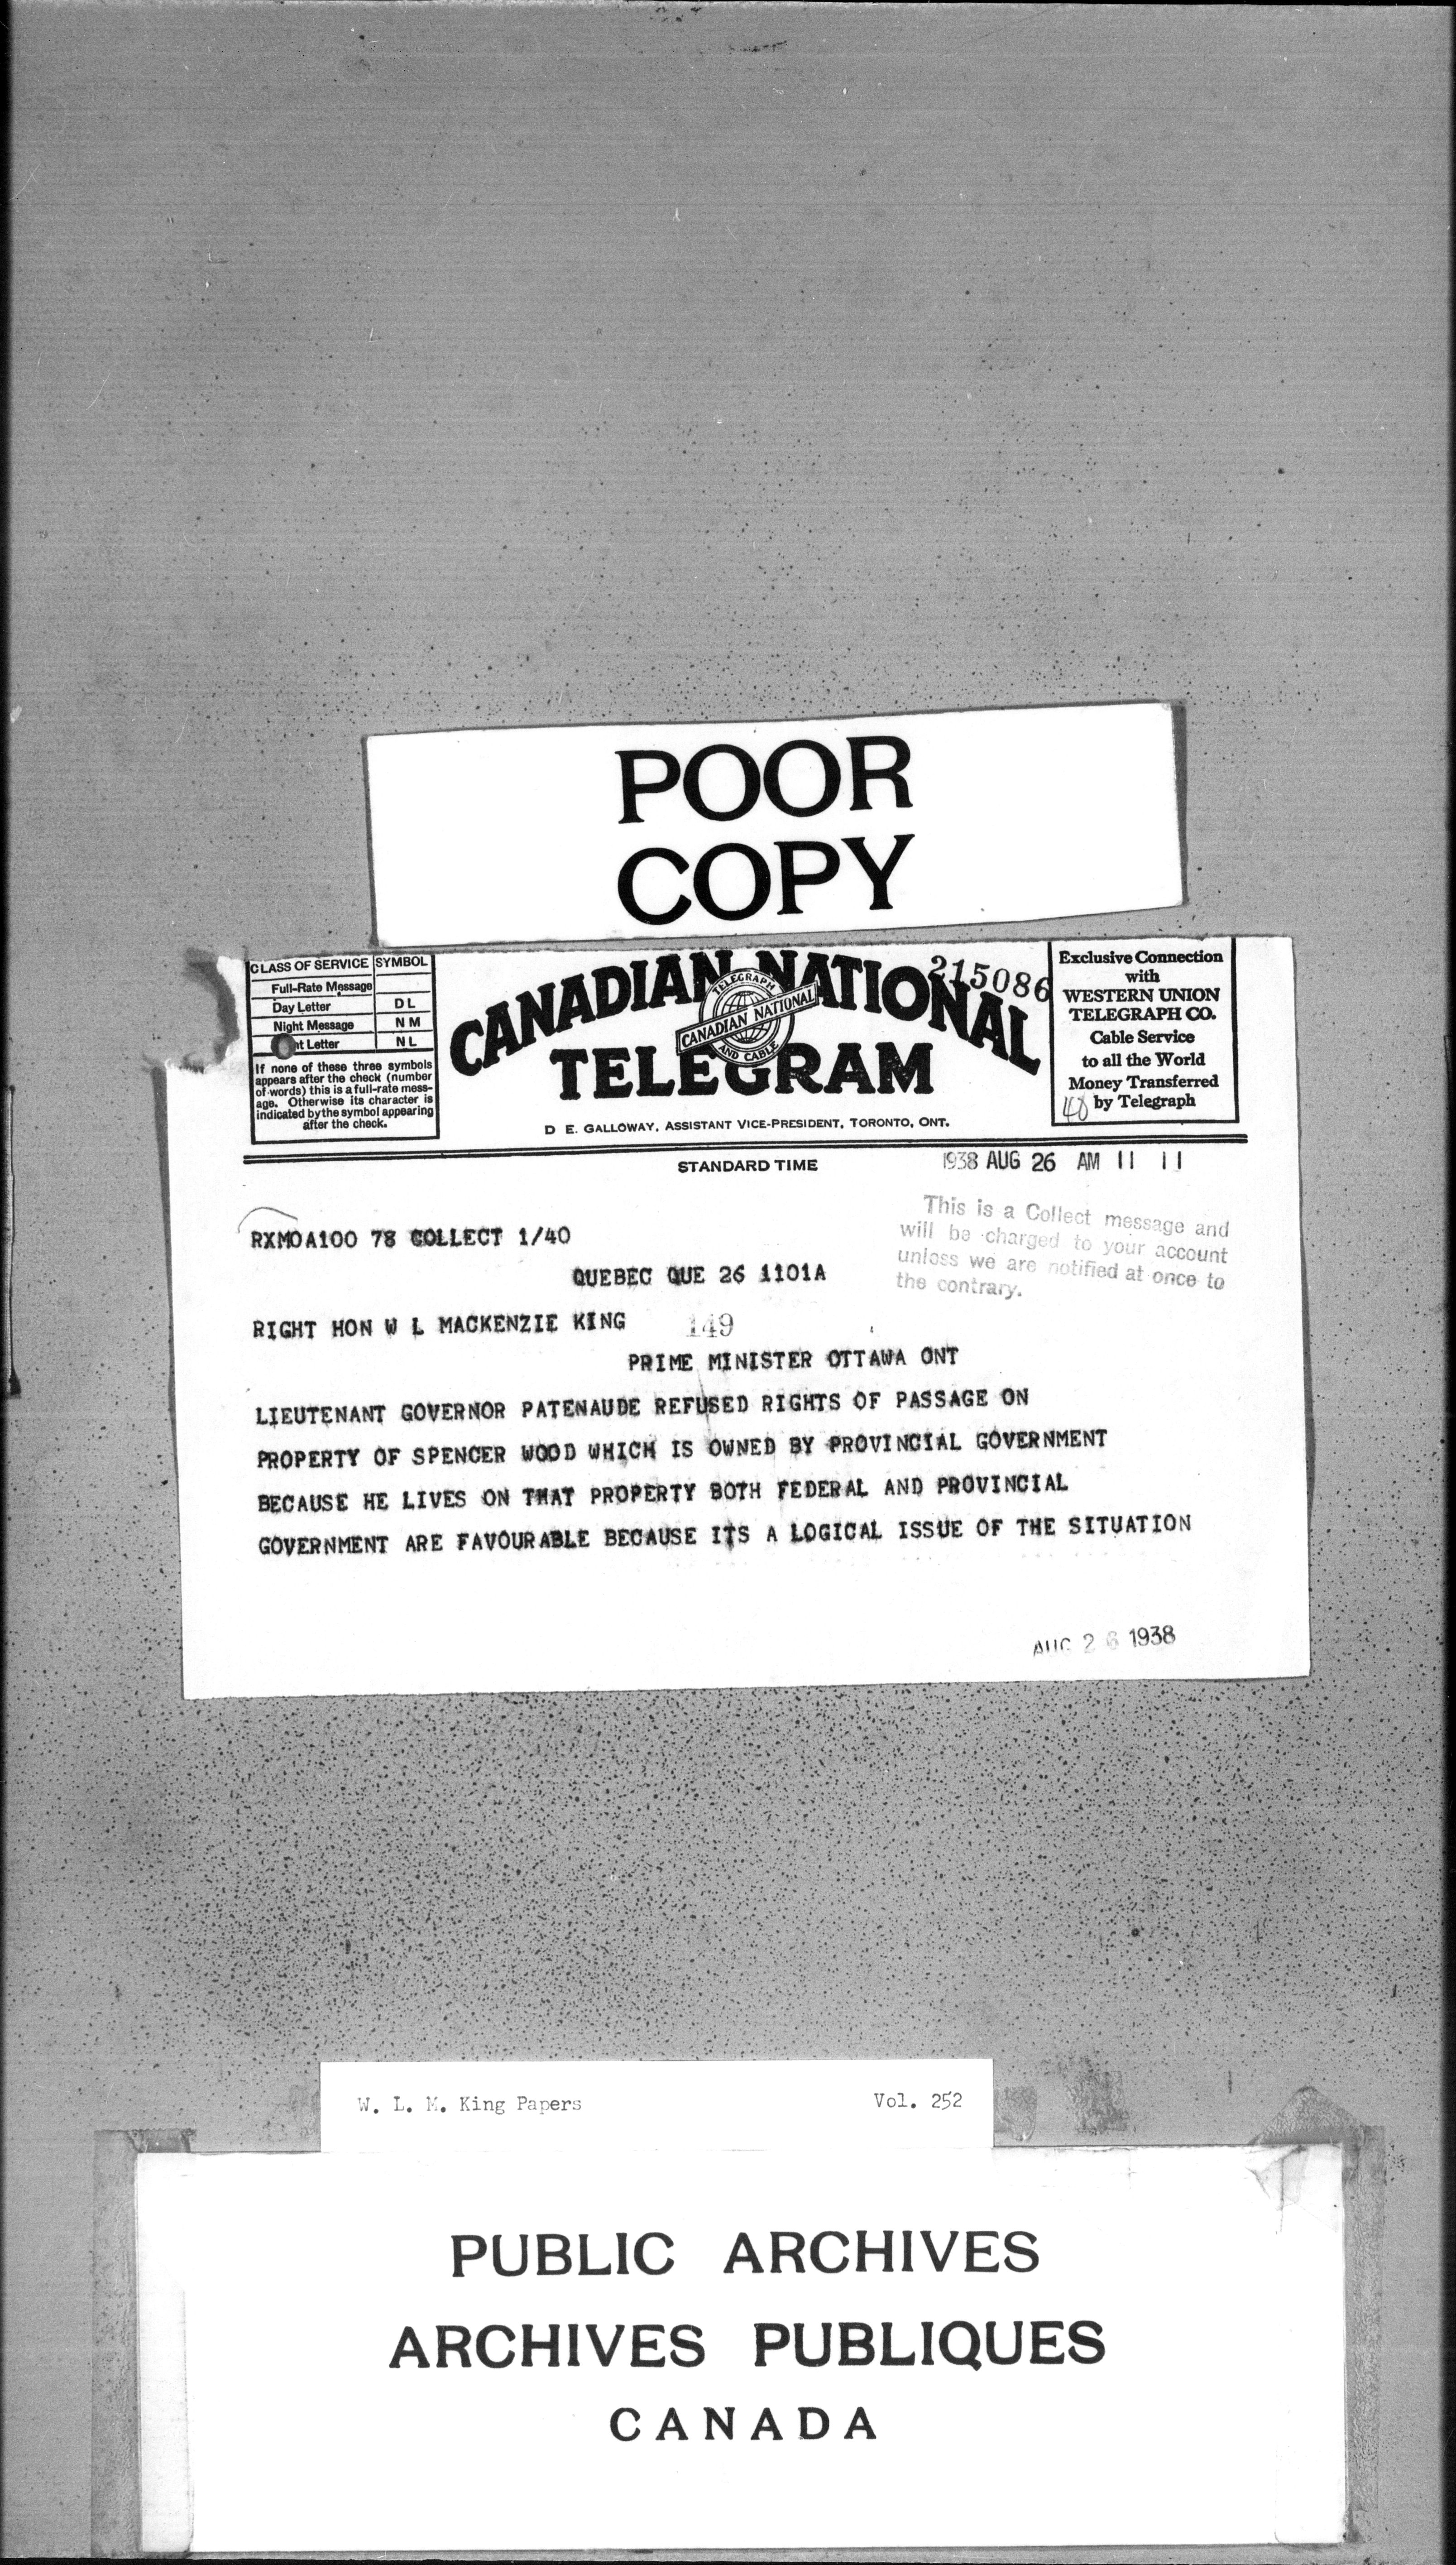 POOR
COPY
CLASS OF SERVICE SYMBOL
Full-Rate Message
Day Letter D L
Night Message N M
ht Letter N L
If none of these three symbols
appears after the check (number
of words) this is a full-rate mess-
age. Otherwise its character is
indicated by the symbol appearing
after the check.
CANADIAN NATIONAL
TELEGRAM
TELEGRAPH
CANADIAN NATIONAL
AND CABLE
215086
D E. GALLOWAY, ASSISTANT VICE-PRESIDENT, TORONTO, ONT.
Exclusive Connection
with
WESTERN UNION
TELEGRAPH CO.
Cable Service
to all the World
Money Transferred
by Telegraph
STANDARD TIME
1938 AUG 26 AM 11 11
This is a Collect message and
will be charged to your account
unless we are notified at once to
the contrary.
RXMOA100 78 COLLECT 1/40
QUEBEC QUE 26 1101A
RIGHT HON W L MACKENZIE KING 149
PRIME MINISTER OTTAWA ONT
LIEUTENANT GOVERNOR PATENAUDE REFUSED RIGHTS OF PASSAGE ON
PROPERTY OF SPENCER WOOD WHICH IS OWNED BY PROVINCIAL GOVERNMENT
BECAUSE HE LIVES ON THAT PROPERTY BOTH FEDERAL AND PROVINCIAL
GOVERNMENT ARE FAVOURABLE BECAUSE ITS A LOGICAL ISSUE OF THE SITUATION
AUG 26 1938
W. L. M. King Papers Vol. 252
PUBLIC ARCHIVES
ARCHIVES PUBLIQUES
CANADA